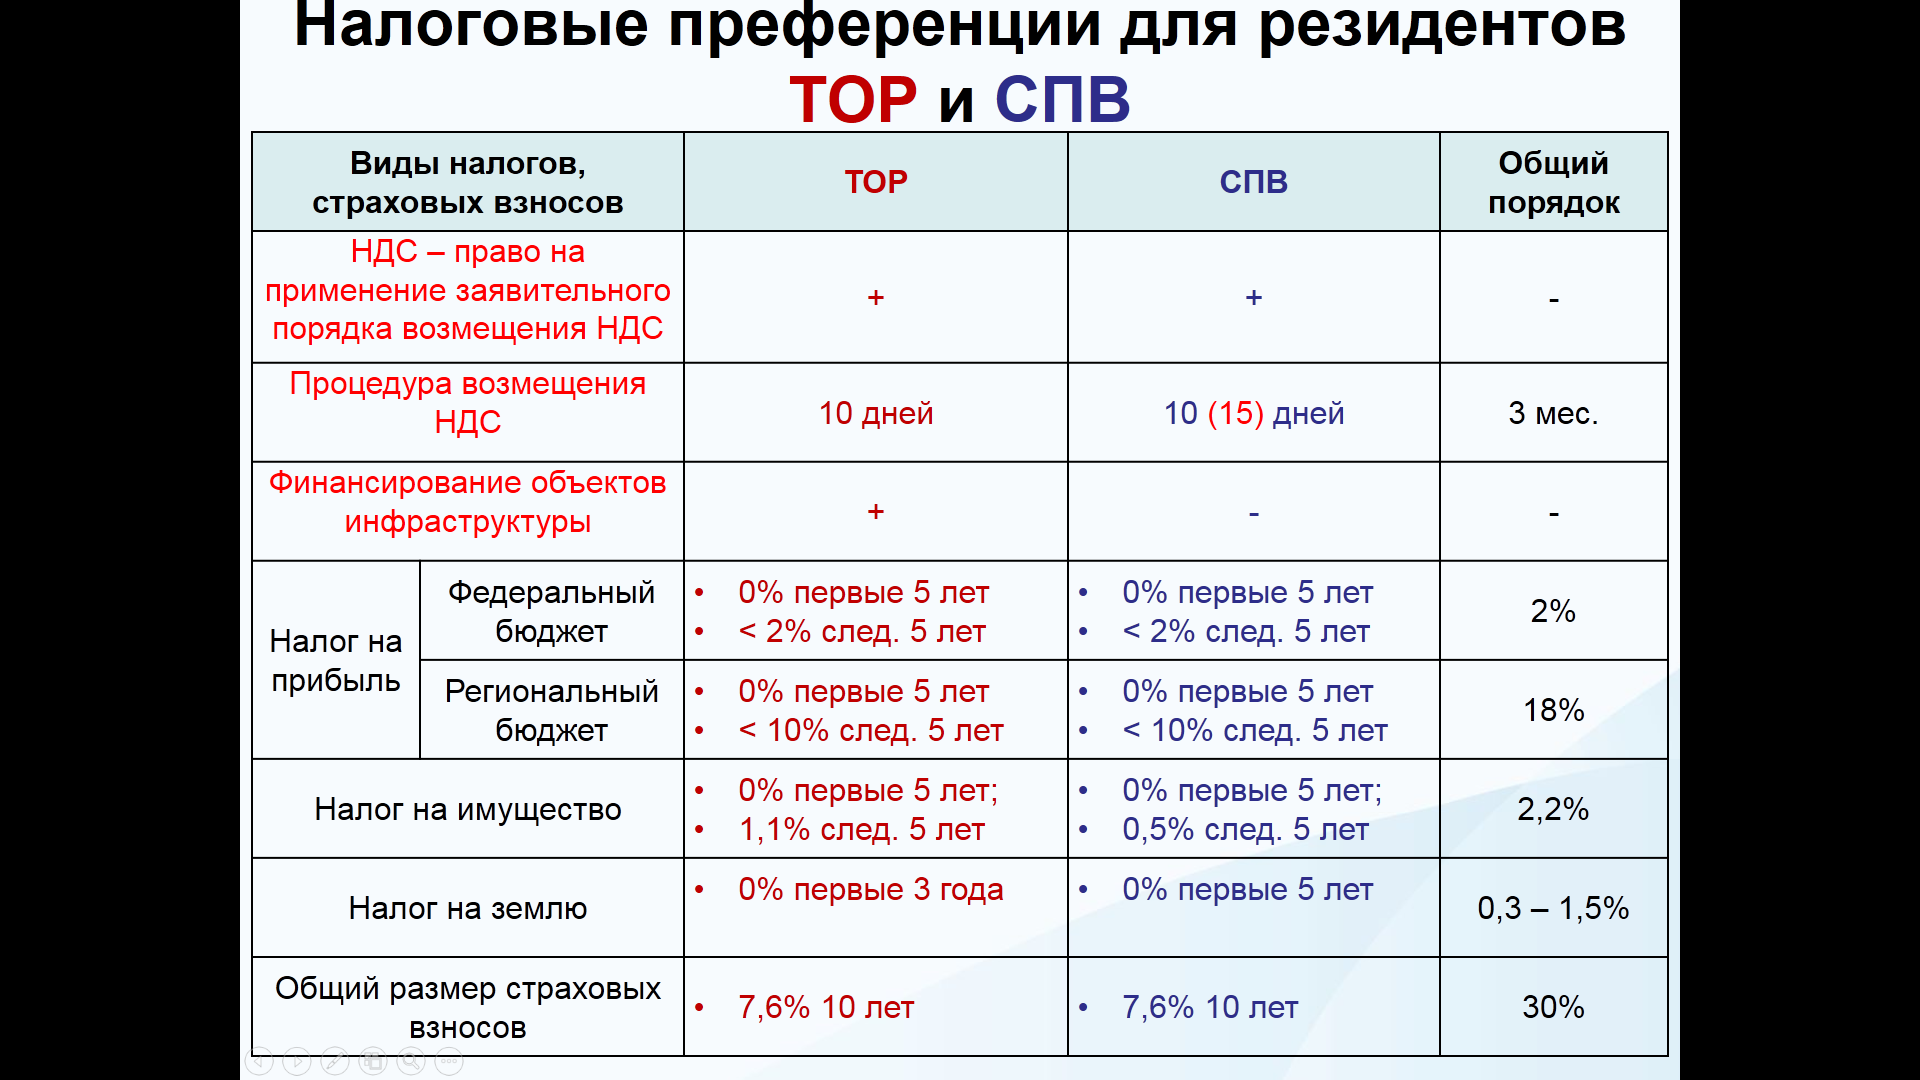 Налоговые преференции для резидентов
ТОР и СПВ
Виды налогов,
страховых взносов
ТОР
СПВ
Общий
порядок
НДС – право на
применение заявительного
порядка возмещения НДС
+
+
-
Процедура возмещения
НДС
10 дней
10 (15) дней
3 мес.
Финансирование объектов
инфраструктуры
+
-
-
Налог на
прибыль
Федеральный
бюджет
• 0% первые 5 лет
• < 2% след. 5 лет
• 0% первые 5 лет
• < 2% след. 5 лет
2%
Региональный
бюджет
• 0% первые 5 лет
• < 10% след. 5 лет
• 0% первые 5 лет
• < 10% след. 5 лет
18%
Налог на имущество
• 0% первые 5 лет;
• 1,1% след. 5 лет
• 0% первые 5 лет;
• 0,5% след. 5 лет
2,2%
Налог на землю
• 0% первые 3 года
• 0% первые 5 лет
0,3 – 1,5%
Общий размер страховых
взносов
• 7,6% 10 лет
• 7,6% 10 лет
30%